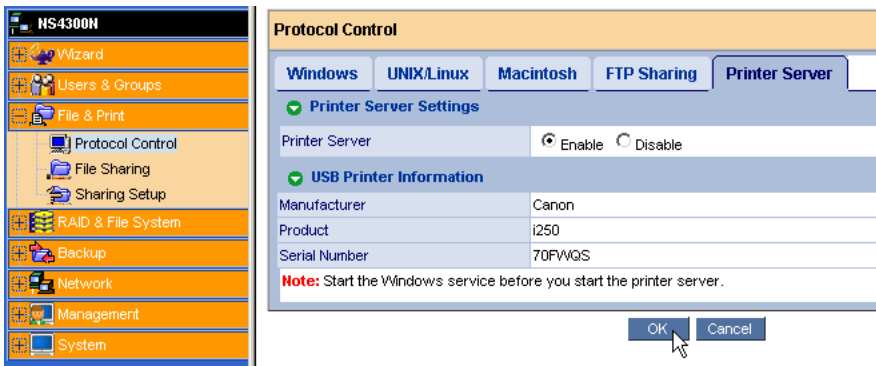 NS4300N
Wizard
Users & Groups
File & Print
Protocol Control
File Sharing
Sharing Setup
RAID & File System
Backup
Network
Management
System
Protocol Control
Windows UNIX/Linux Macintosh FTP Sharing Printer Server
Printer Server Settings
Printer Server Enable Disable
USB Printer Information
Manufacturer Canon
Product i250
Serial Number 70FWQS
Note: Start the Windows service before you start the printer server.
OK Cancel